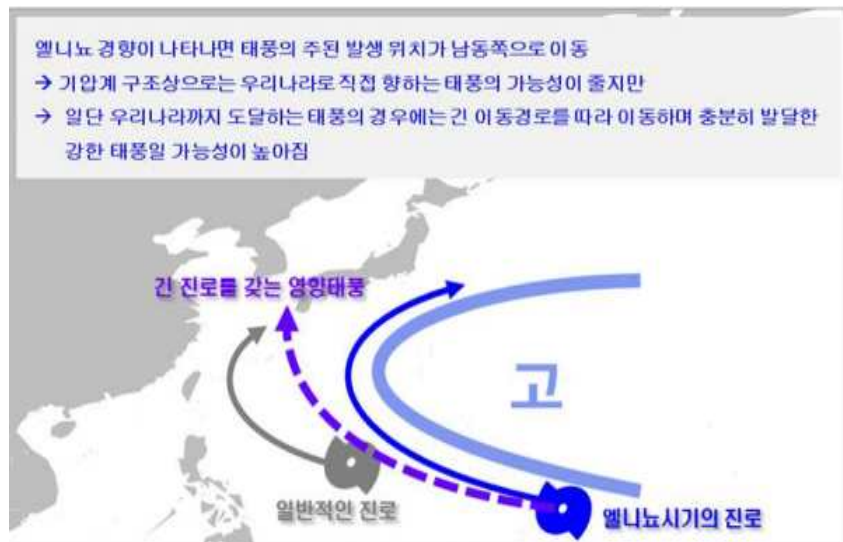 엘니뇨 경향이 나타나면 태풍의 주된 발생 위치가 남동쪽으로 이동
→ 기압계 구조상으로는 우리나라로 직접 향하는 태풍의 가능성이 줄지만
→ 일단 우리나라까지 도달하는 태풍의 경우에는 긴 이동경로를 따라 이동하며 충분히 발달한
강한 태풍일 가능성이 높아짐
긴 진로를 갖는 영향태풍
고
일반적인 진로
엘니뇨시기의 진로